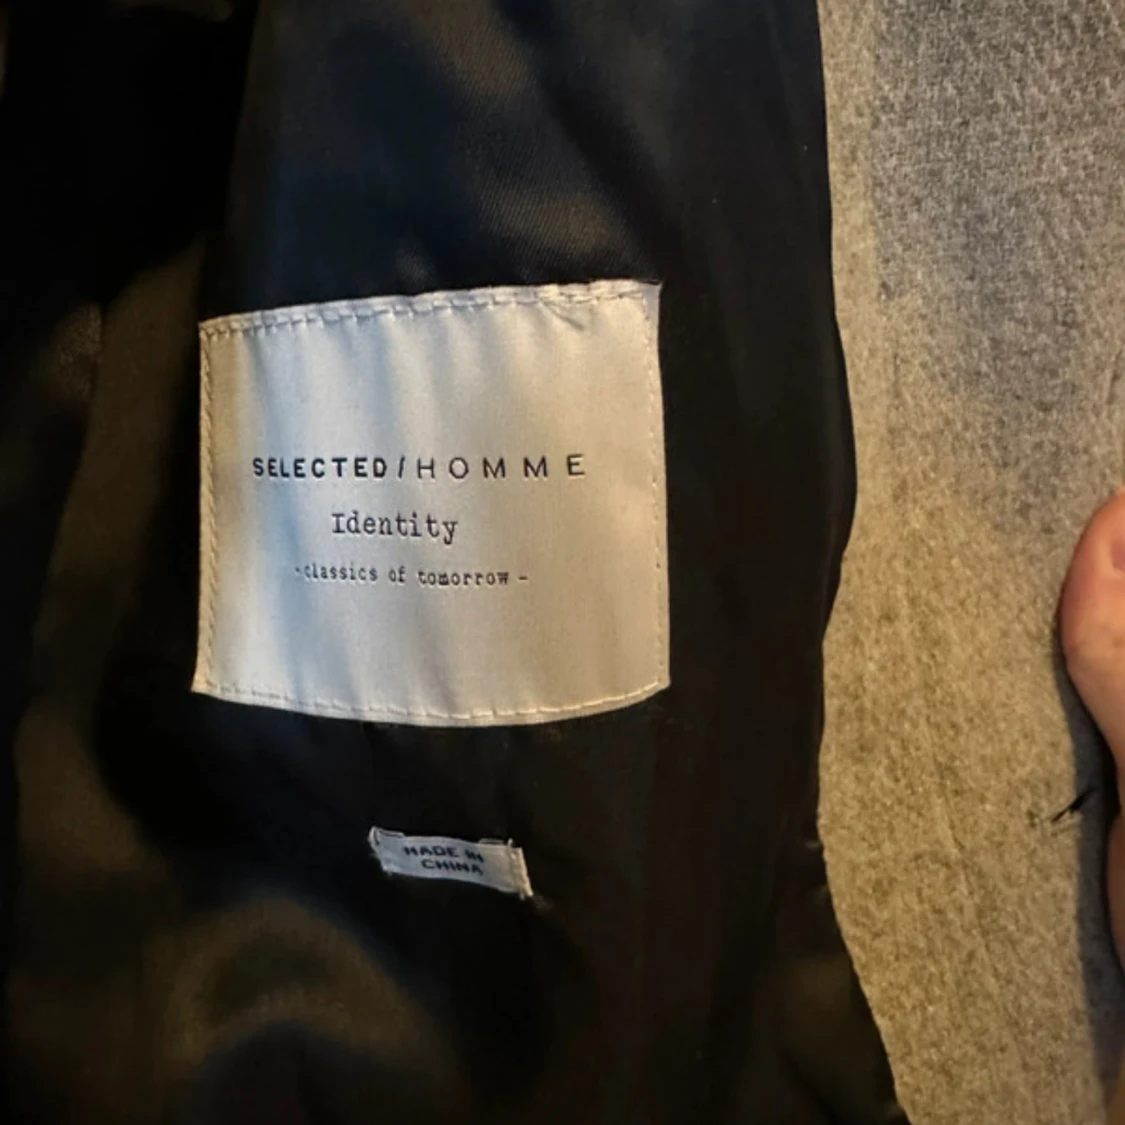 SELECTED/HOMME
Identity
-classics of tomorrow-
MADE IN
CHINA